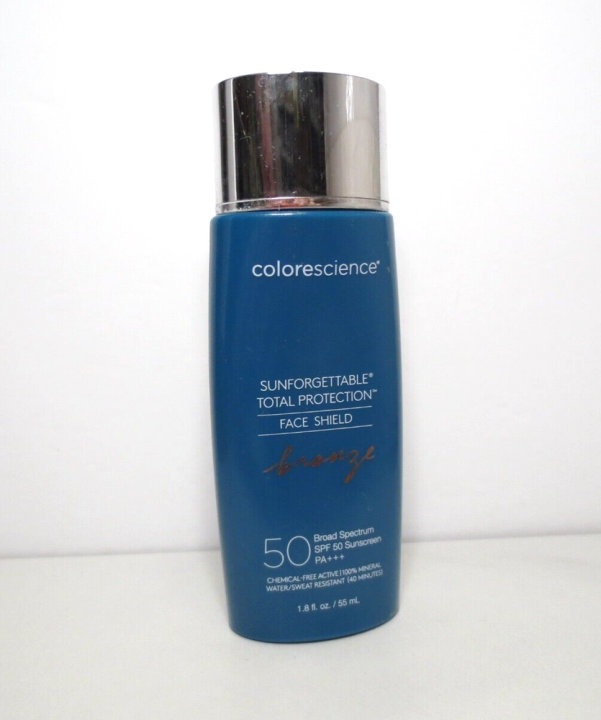 colorescience®
SUNFORGETTABLE®
TOTAL PROTECTION™
FACE SHIELD
bronze
50
Broad Spectrum
SPF 50 Sunscreen
PA+++
CHEMICAL-FREE ACTIVE | 100% MINERAL
WATER/SWEAT RESISTANT (40 MINUTES)
1.8 fl. oz. / 55 mL